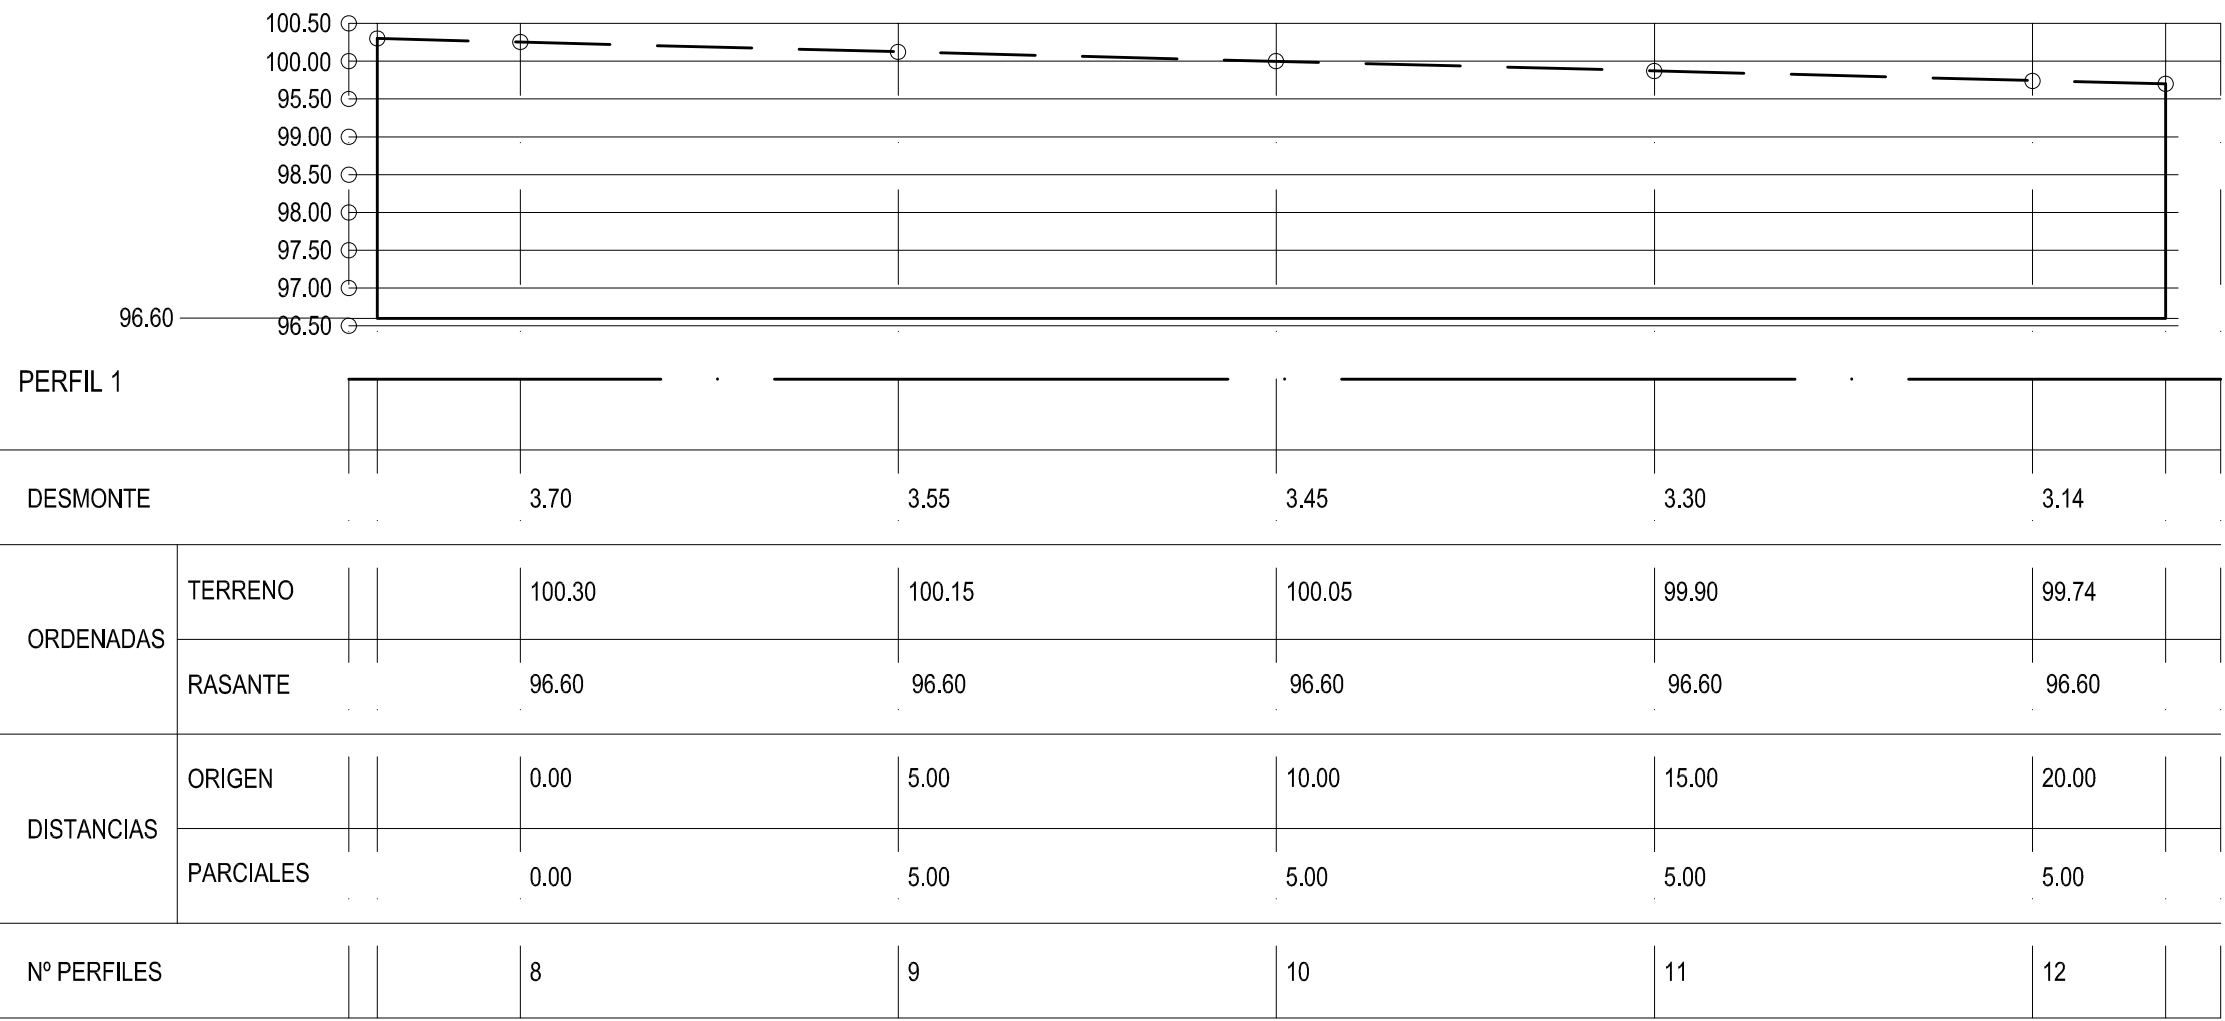 100.50
100.00
95.50
99.00
98.50
98.00
97.50
97.00
96.60
96.50
PERFIL 1
DESMONTE 3.70 3.55 3.45 3.30 3.14
ORDENADAS
TERRENO 100.30 100.15 100.05 99.90 99.74
RASANTE 96.60 96.60 96.60 96.60 96.60
DISTANCIAS
ORIGEN 0.00 5.00 10.00 15.00 20.00
PARCIALES 0.00 5.00 5.00 5.00 5.00
Nº PERFILES 8 9 10 11 12